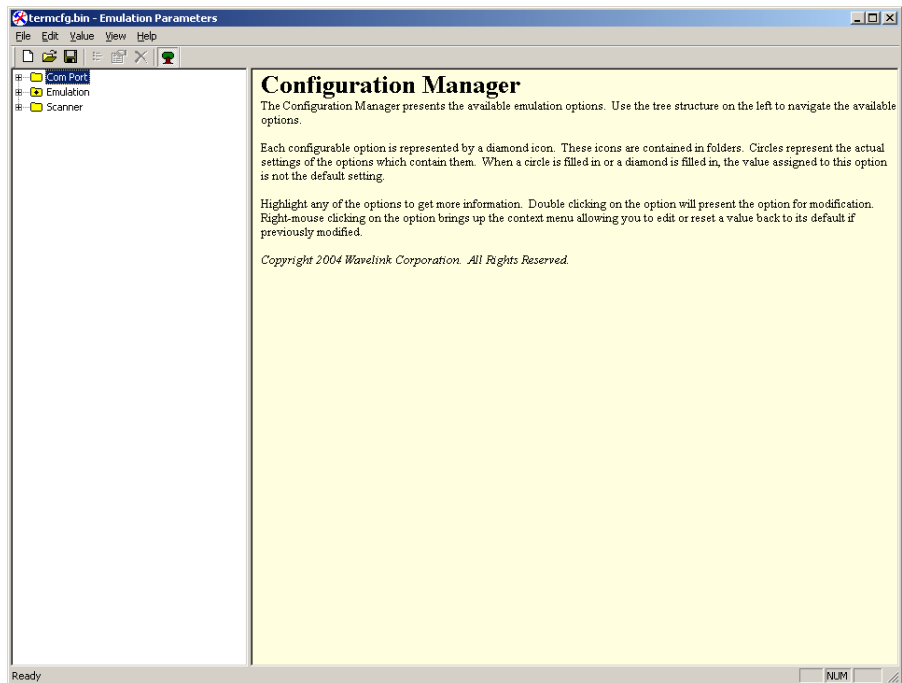 termcfg.bin - Emulation Parameters
File Edit Value View Help
Com Port
Emulation
Scanner
Configuration Manager
The Configuration Manager presents the available emulation options. Use the tree structure on the left to navigate the available
options.
Each configurable option is represented by a diamond icon. These icons are contained in folders. Circles represent the actual
settings of the options which contain them. When a circle is filled in or a diamond is filled in, the value assigned to this option
is not the default setting.
Highlight any of the options to get more information. Double clicking on the option will present the option for modification.
Right-mouse clicking on the option brings up the context menu allowing you to edit or reset a value back to its default if
previously modified.
Copyright 2004 Wavelink Corporation. All Rights Reserved.
Ready
NUM